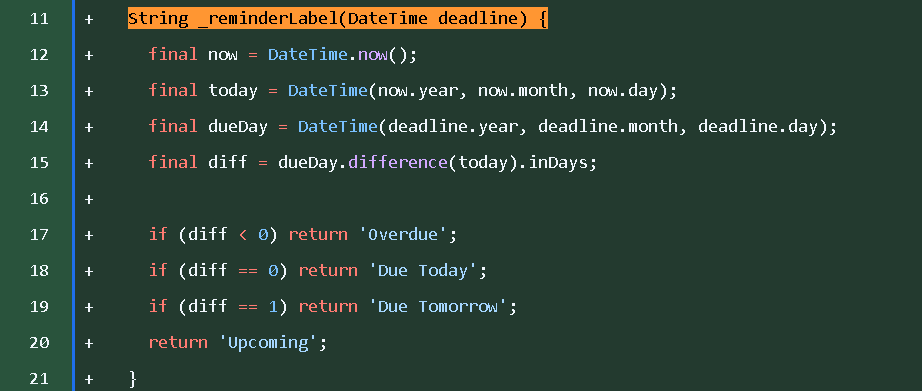 11 + String _reminderLabel(DateTime deadline) {
12 + final now = DateTime.now();
13 + final today = DateTime(now.year, now.month, now.day);
14 + final dueDay = DateTime(deadline.year, deadline.month, deadline.day);
15 + final diff = dueDay.difference(today).inDays;
16 +
17 + if (diff < 0) return 'Overdue';
18 + if (diff == 0) return 'Due Today';
19 + if (diff == 1) return 'Due Tomorrow';
20 + return 'Upcoming';
21 + }